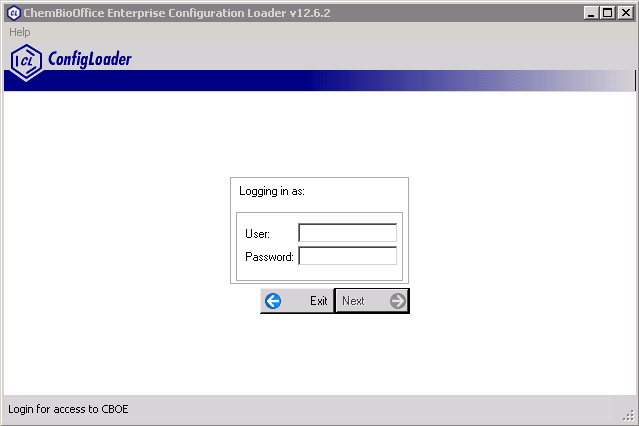 ChemBioOffice Enterprise Configuration Loader v12.6.2
Help
CL ConfigLoader
Logging in as:
User:
Password:
Exit Next
Login for access to CBOE